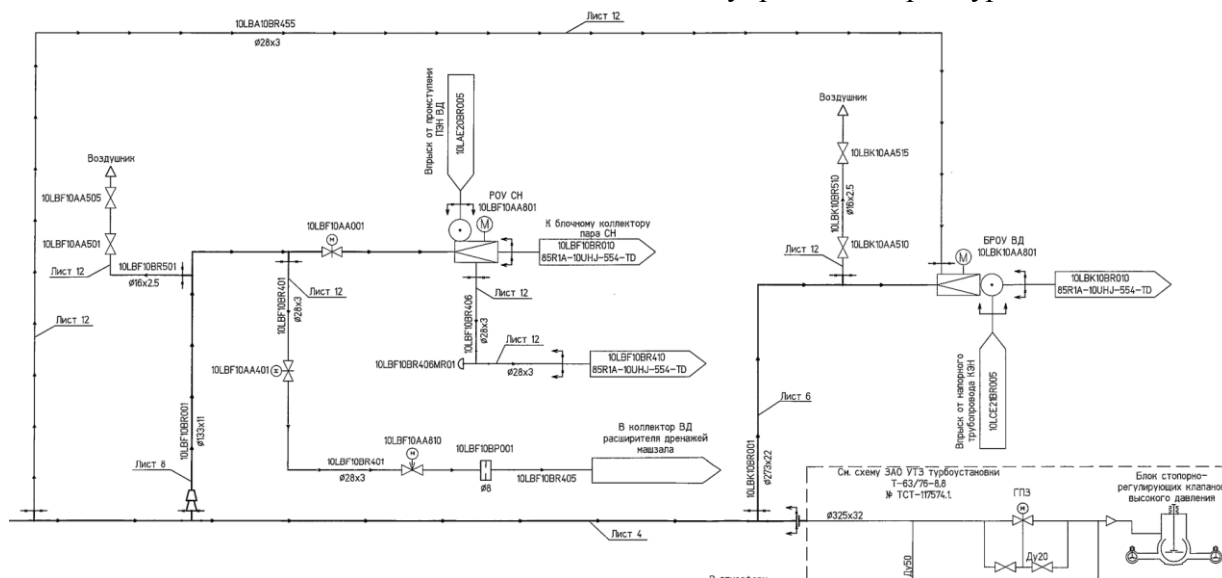 10LBA10BR455
Ø28x3
Лист 12
Воздушник
10LBF10AA505
10LBF10AA501
Лист 12
10LBF10BR501
Ø16x2.5
Лист 12
10LBF10BR001
Ø133x11
Лист 8
10LBF10AA001
M
10LBF10BR401
Ø28x3
Лист 12
10LBF10AA401
10LBF10BR401
Ø28x3
10LBF10AA810
M
10LBF10BP001
Ø8
10LBF10BR405
В коллектор ВД
расширителя дренажей
машзала
Впрыск от промступени
ПЭН ВД
10LAE20BR005
РОУ СН
10LBF10AA801
M
К блочному коллектору
пара СН
10LBF10BR010
85R1A-10UHJ-554-TD
10LBF10BR406
Ø28x3
Лист 12
10LBF10BR406MR01
Лист 12
Ø28x3
10LBF10BR410
85R1A-10UHJ-554-TD
Воздушник
10LBK10AA515
10LBK10BR510
Ø16x2.5
10LBK10AA510
Лист 12
БРОУ ВД
10LBK10AA801
M
10LBK10BR010
85R1A-10UHJ-554-TD
Впрыск от напорного
трубопровода КЭН
10LCE21BR005
Лист 6
10LBK10BR001
Ø273x22
Лист 4
См. схему ЗАО УТЗ турбоустановки
Т-63/76-8,8
№ ТСТ-117574.1.
Ø325x32
ГПЗ
M
Ду20
Ду50
Блок стопорно-
регулирующих клапанов
высокого давления